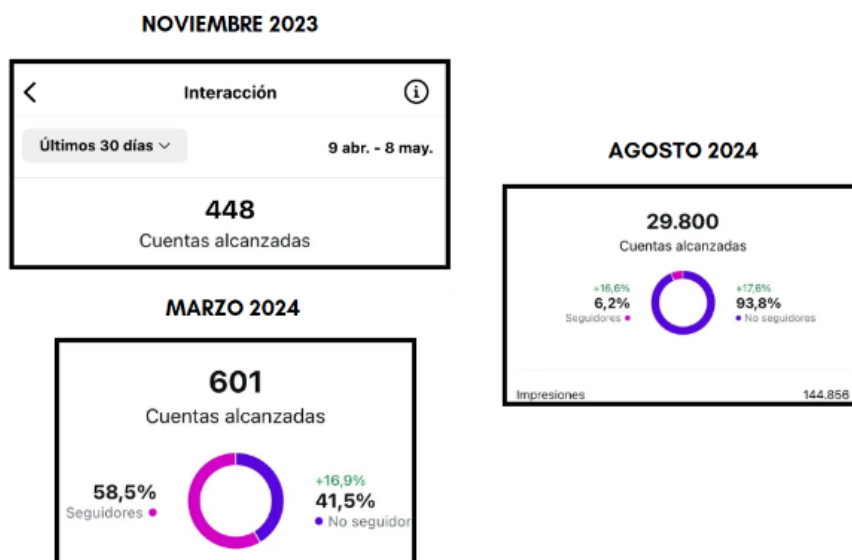 NOVIEMBRE 2023
Interacción
Últimos 30 días
9 abr. - 8 may.
448
Cuentas alcanzadas
MARZO 2024
601
Cuentas alcanzadas
58,5%
Seguidores
+16,9%
41,5%
No seguidor
AGOSTO 2024
29.800
Cuentas alcanzadas
+16,6%
6,2%
Seguidores
+17,6%
93,8%
No seguidores
Impresiones
144.856